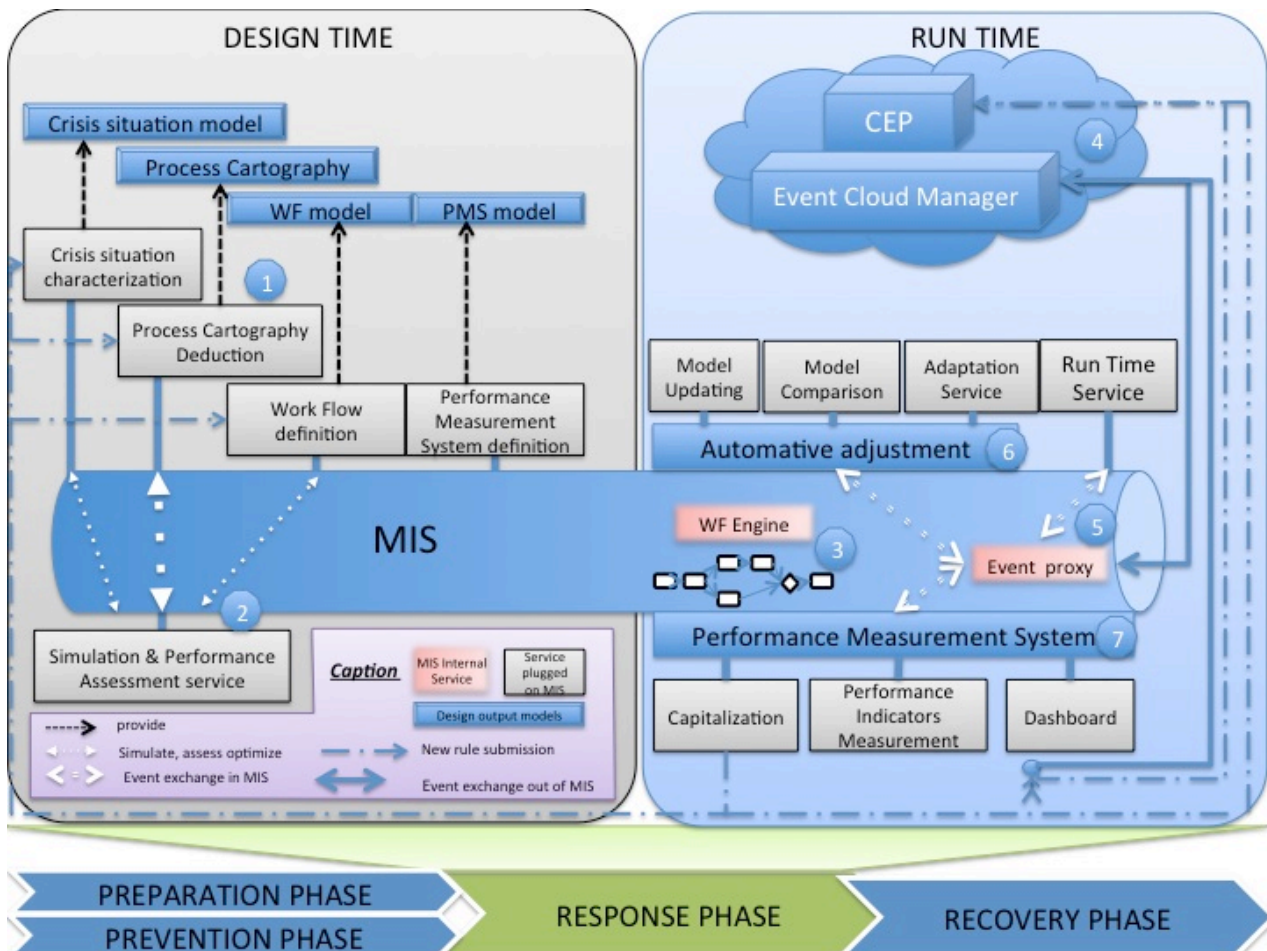 DESIGN TIME
Crisis situation model
Process Cartography
WF model
PMS model
Crisis situation
characterization
1
Process Cartography
Deduction
Work Flow
definition
Performance
Measurement
System definition
RUN TIME
CEP
4
Event Cloud Manager
Model
Updating
Model
Comparison
Adaptation
Service
Run Time
Service
Automative adjustment
6
MIS
WF Engine
3
5
Event proxy
2
Simulation & Performance
Assessment service
Performance Measurement System
7
Capitalization
Performance
Indicators
Measurement
Dashboard
Caption
MIS Internal
Service
Service
plugged
on MIS
Design output models
provide
Simulate, assess optimize
New rule submission
Event exchange in MIS
Event exchange out of MIS
PREPARATION PHASE
PREVENTION PHASE
RESPONSE PHASE
RECOVERY PHASE